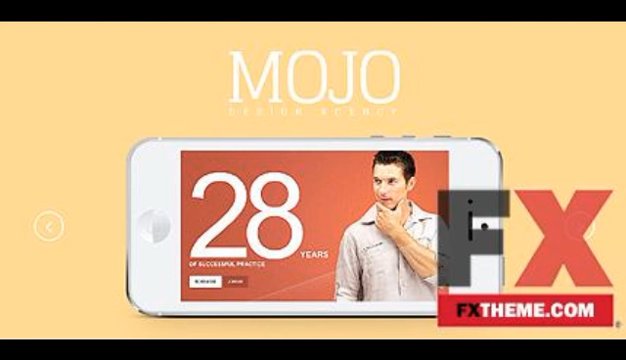 MOJO
DESIGN AGENCY
28
YEARS
OF SUCCESSFUL PRACTICE
FX
FXTHEME.COM
®